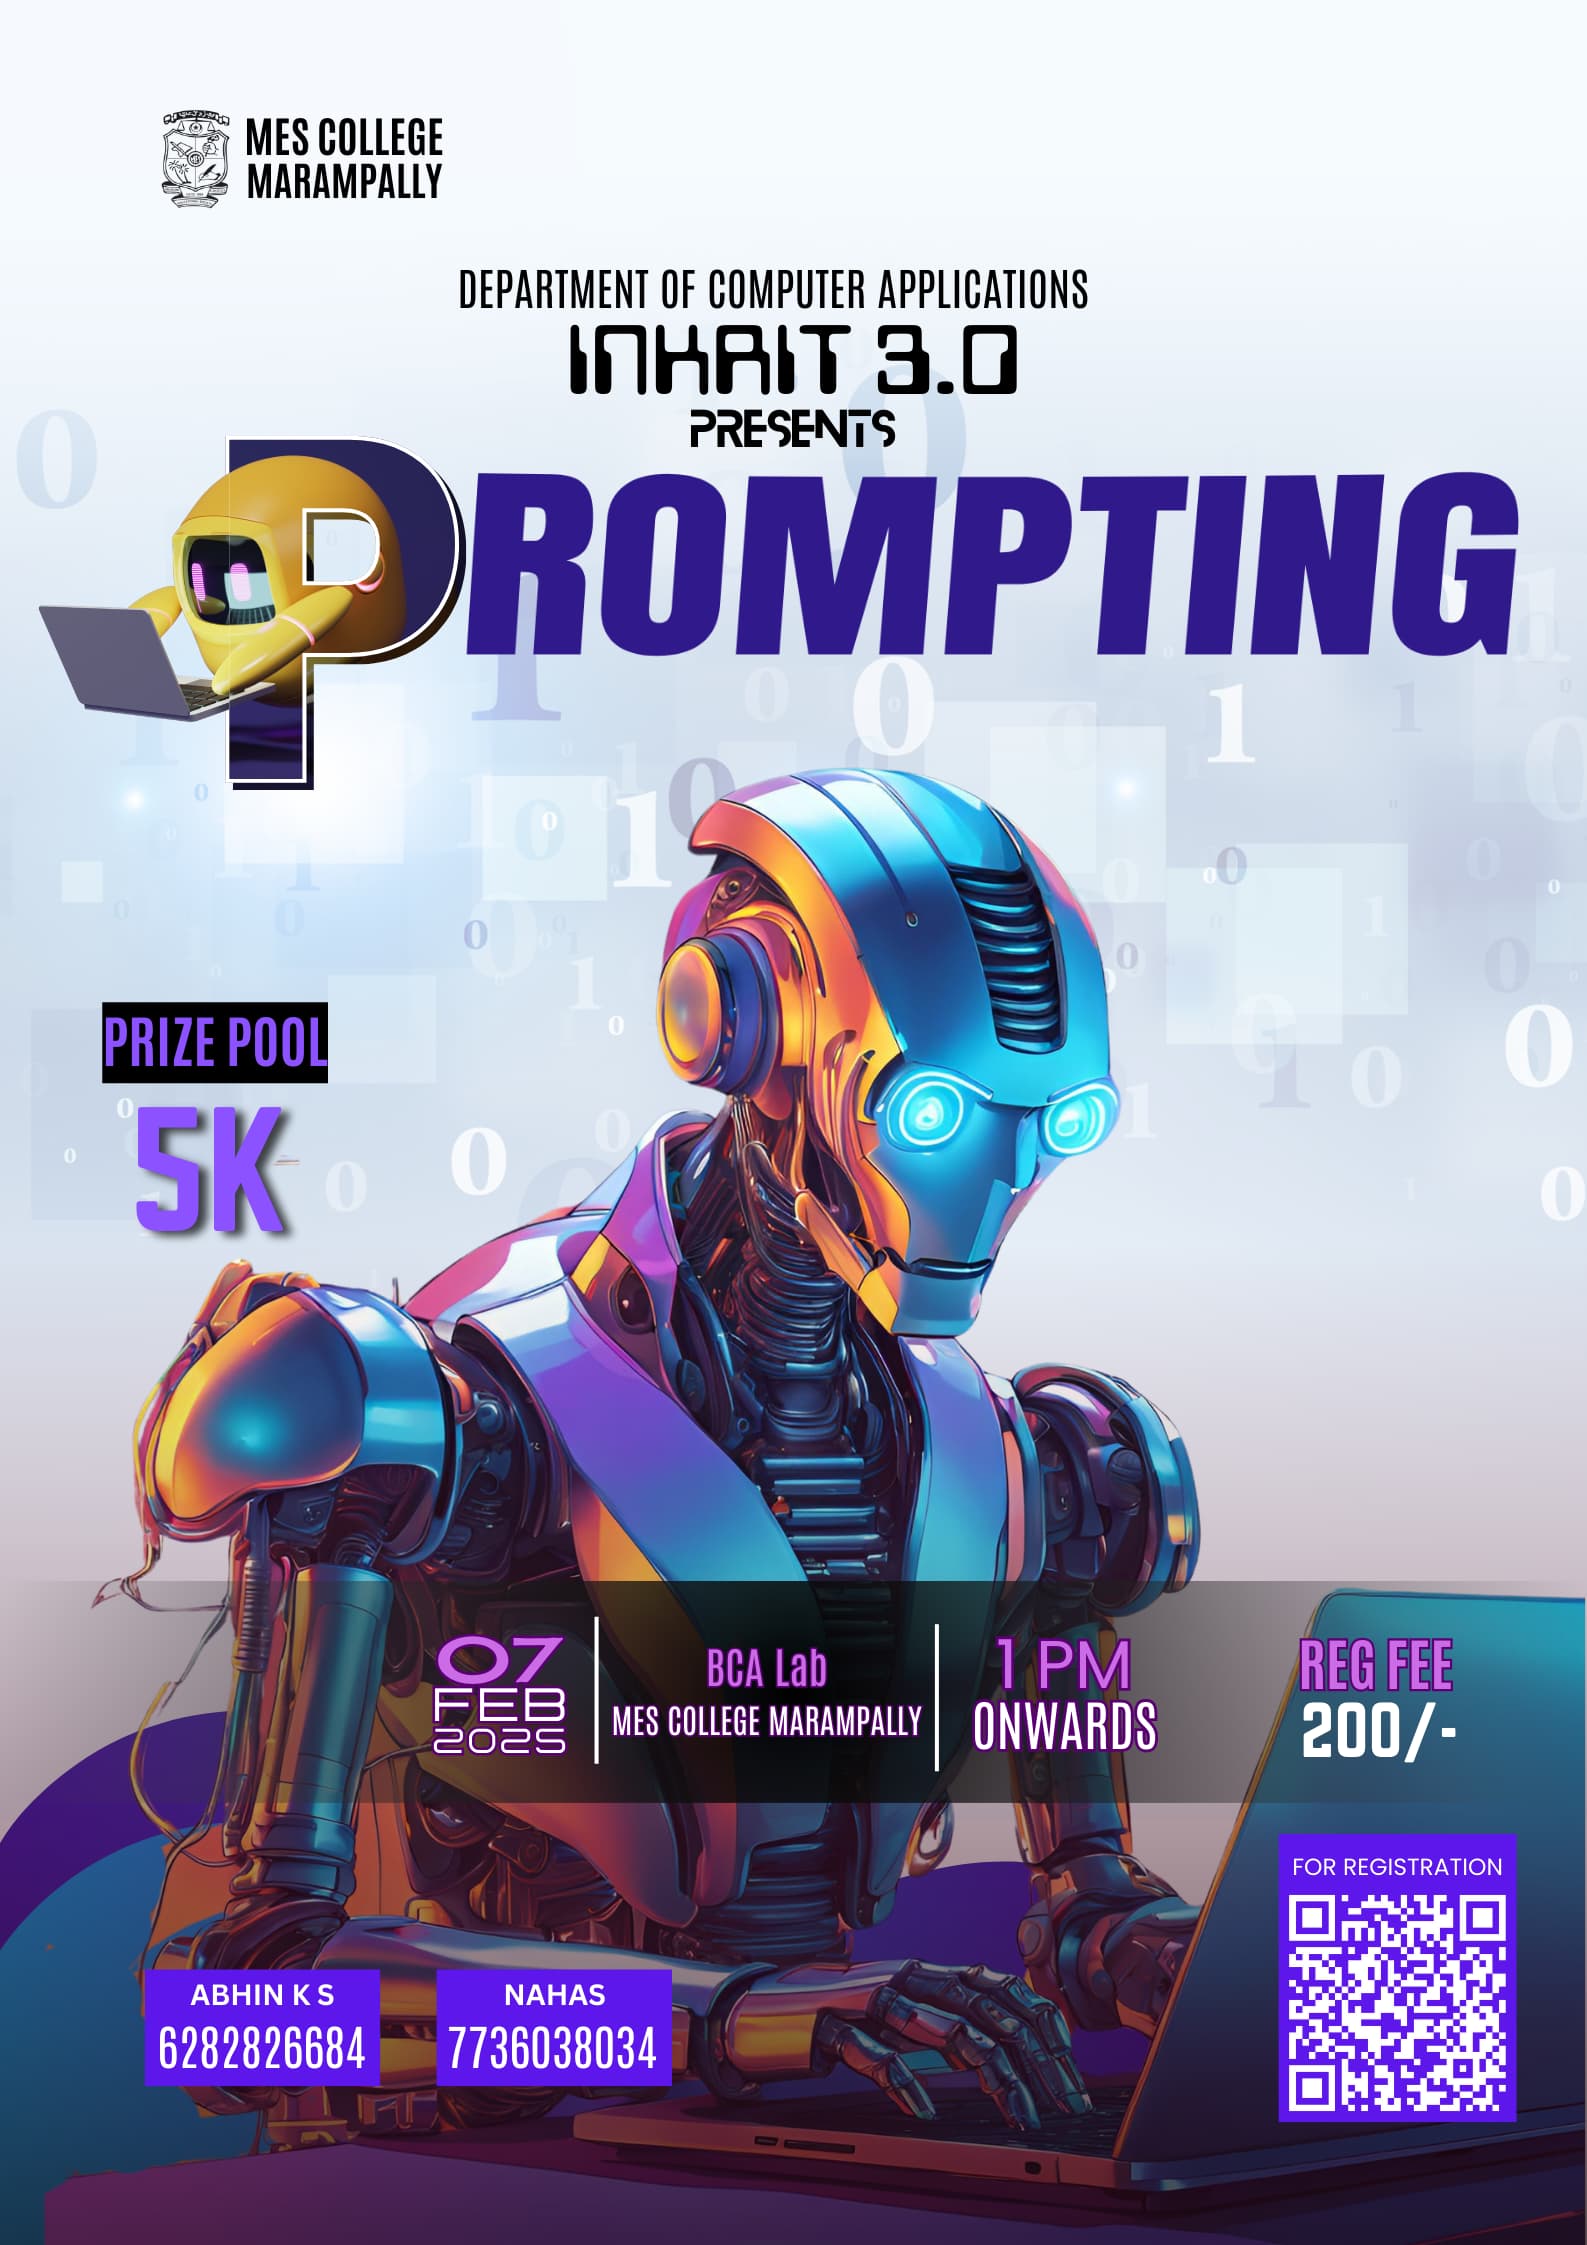 MES COLLEGE
MARAMPALLY
DEPARTMENT OF COMPUTER APPLICATIONS
INKRIT 3.0
PRESENTS
PROMPTING
PRIZE POOL
5K
07
FEB
2025
BCA Lab
MES COLLEGE MARAMPALLY
1 PM
ONWARDS
REG FEE
200/-
FOR REGISTRATION
ABHIN K S
6282826684
NAHAS
7736038034